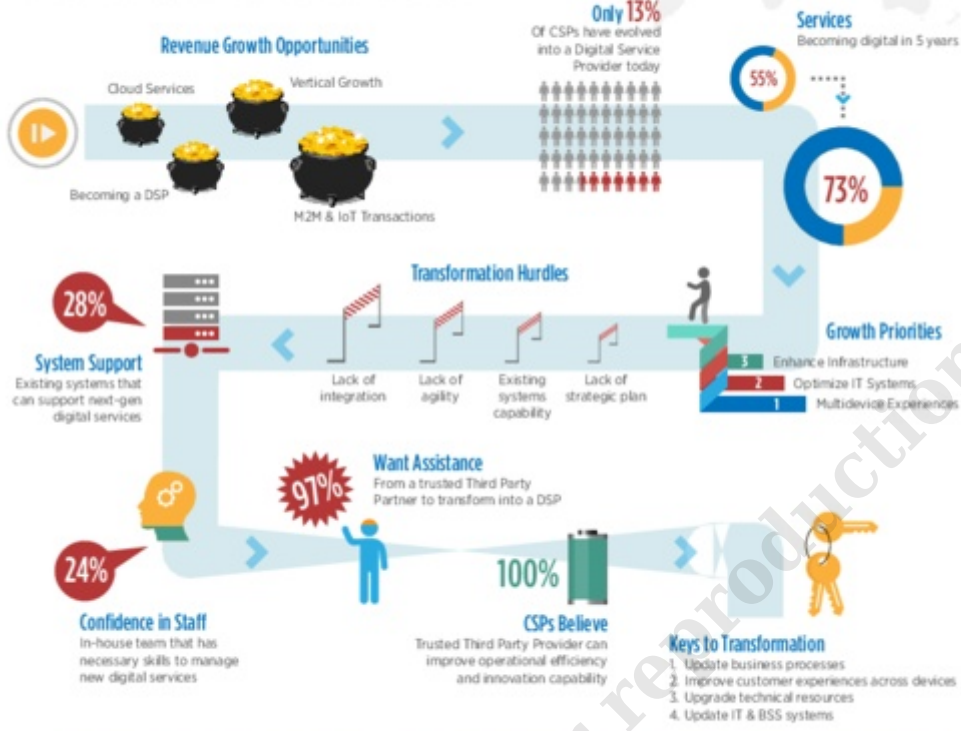 Revenue Growth Opportunities
Cloud Services
Vertical Growth
Becoming a DSP
M2M & IoT Transactions
Only 13%
Of CSPs have evolved
into a Digital Service
Provider today
Services
Becoming digital in 5 years
55%
73%
Growth Priorities
3 Enhance Infrastructure
2 Optimize IT Systems
1 Multidevice Experiences
Transformation Hurdles
Lack of
integration
Lack of
agility
Existing
systems
capability
Lack of
strategic plan
28%
System Support
Existing systems that
can support next-gen
digital services
24%
Confidence in Staff
In-house team that has
necessary skills to manage
new digital services
97%
Want Assistance
From a trusted Third Party
Partner to transform into a DSP
100%
CSPs Believe
Trusted Third Party Provider can
improve operational efficiency
and innovation capability
Keys to Transformation
1. Update business processes
2. Improve customer experiences across devices
3. Upgrade technical resources
4. Update IT & BSS systems
reproduction